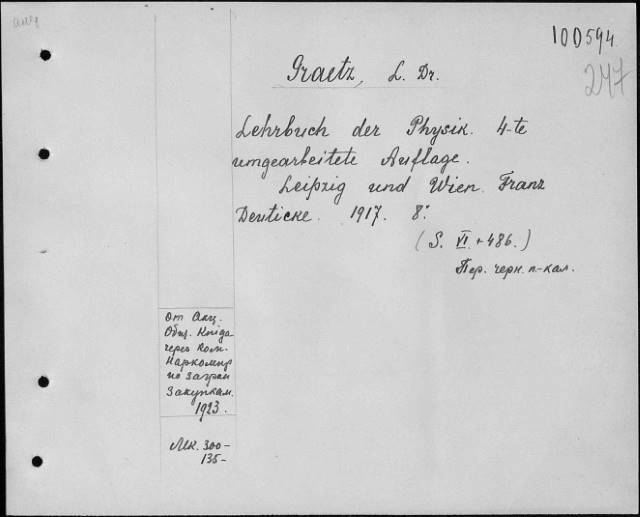 100594.
247
Graetz, L. Dr.
Lehrbuch der Physik. 4-te
umgearbeitete Auflage.
Leipzig und Wien. Franz
Deuticke. 1917. 8°.
(S. VI + 486.)
Пер. черн. п-кал.
от Акц.
Общ. Книга
через Ком.
Наркомпр
по загран
Закупкам.
1923.
Мк. 300-
135-